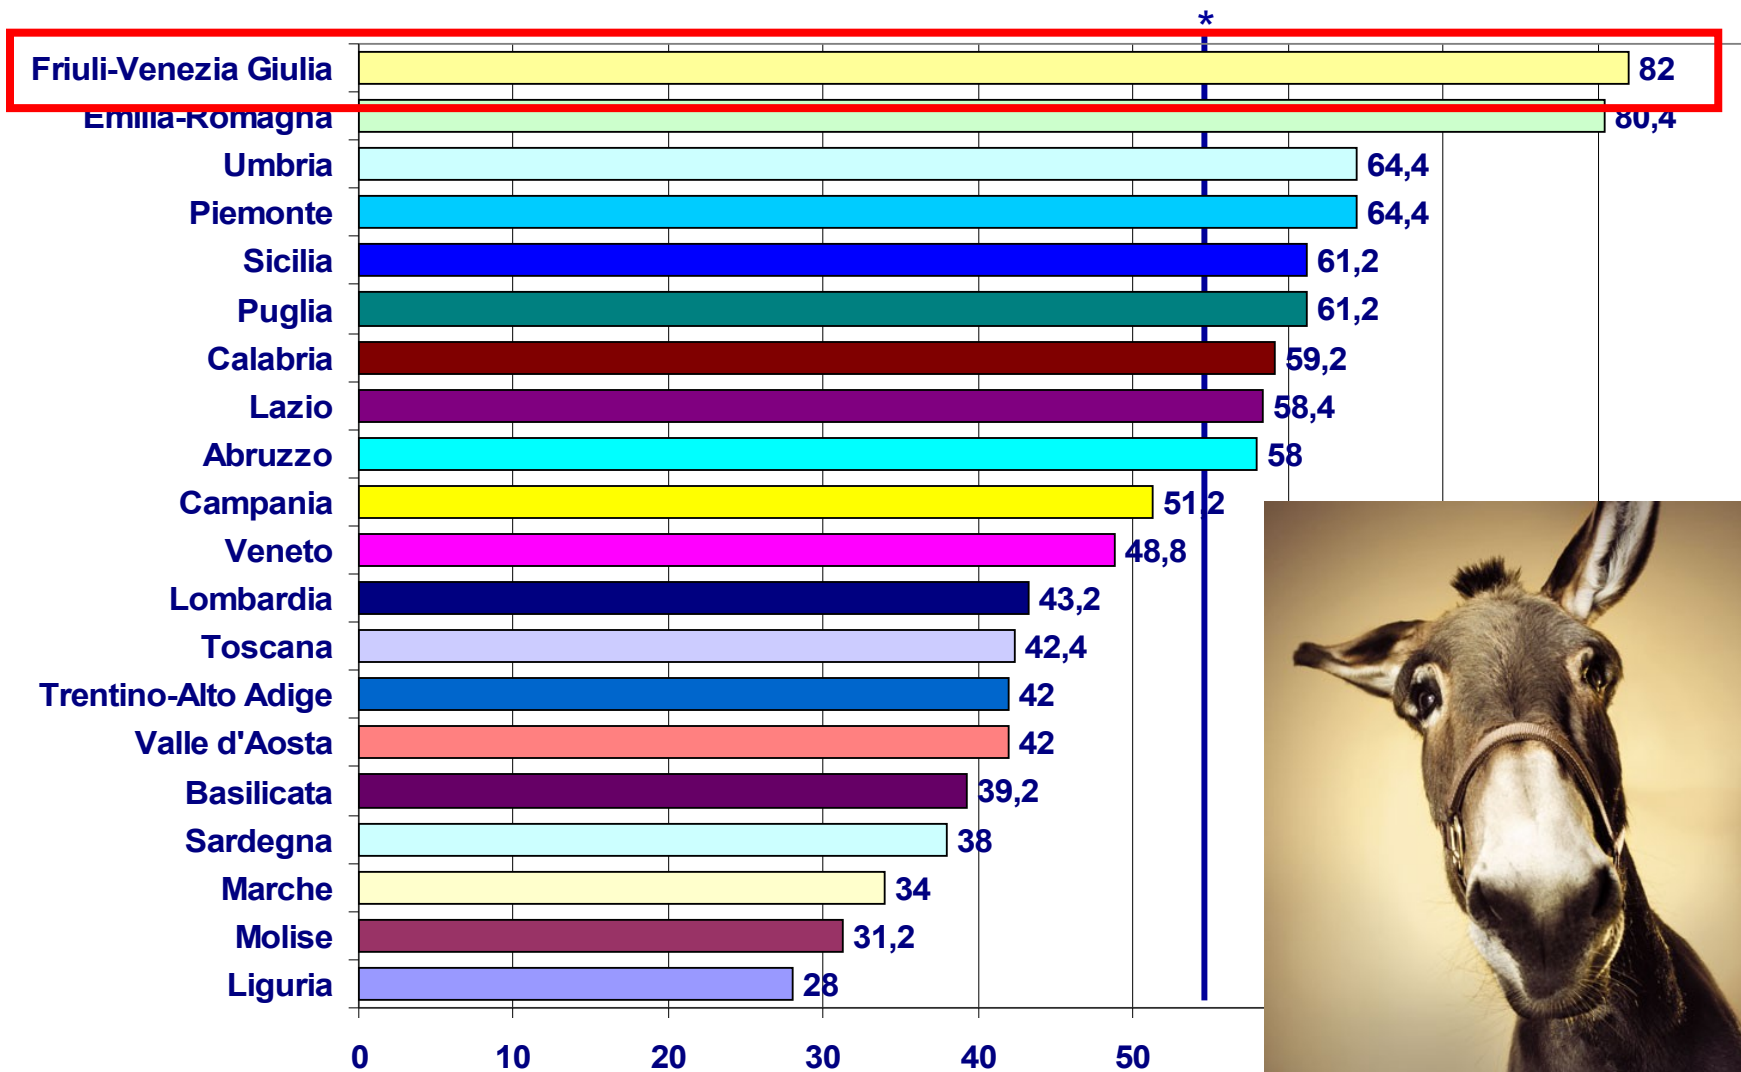 *
Friuli-Venezia Giulia 82
Emilia-Romagna 80,4
Umbria 64,4
Piemonte 64,4
Sicilia 61,2
Puglia 61,2
Calabria 59,2
Lazio 58,4
Abruzzo 58
Campania 51,2
Veneto 48,8
Lombardia 43,2
Toscana 42,4
Trentino-Alto Adige 42
Valle d'Aosta 42
Basilicata 39,2
Sardegna 38
Marche 34
Molise 31,2
Liguria 28
0 10 20 30 40 50